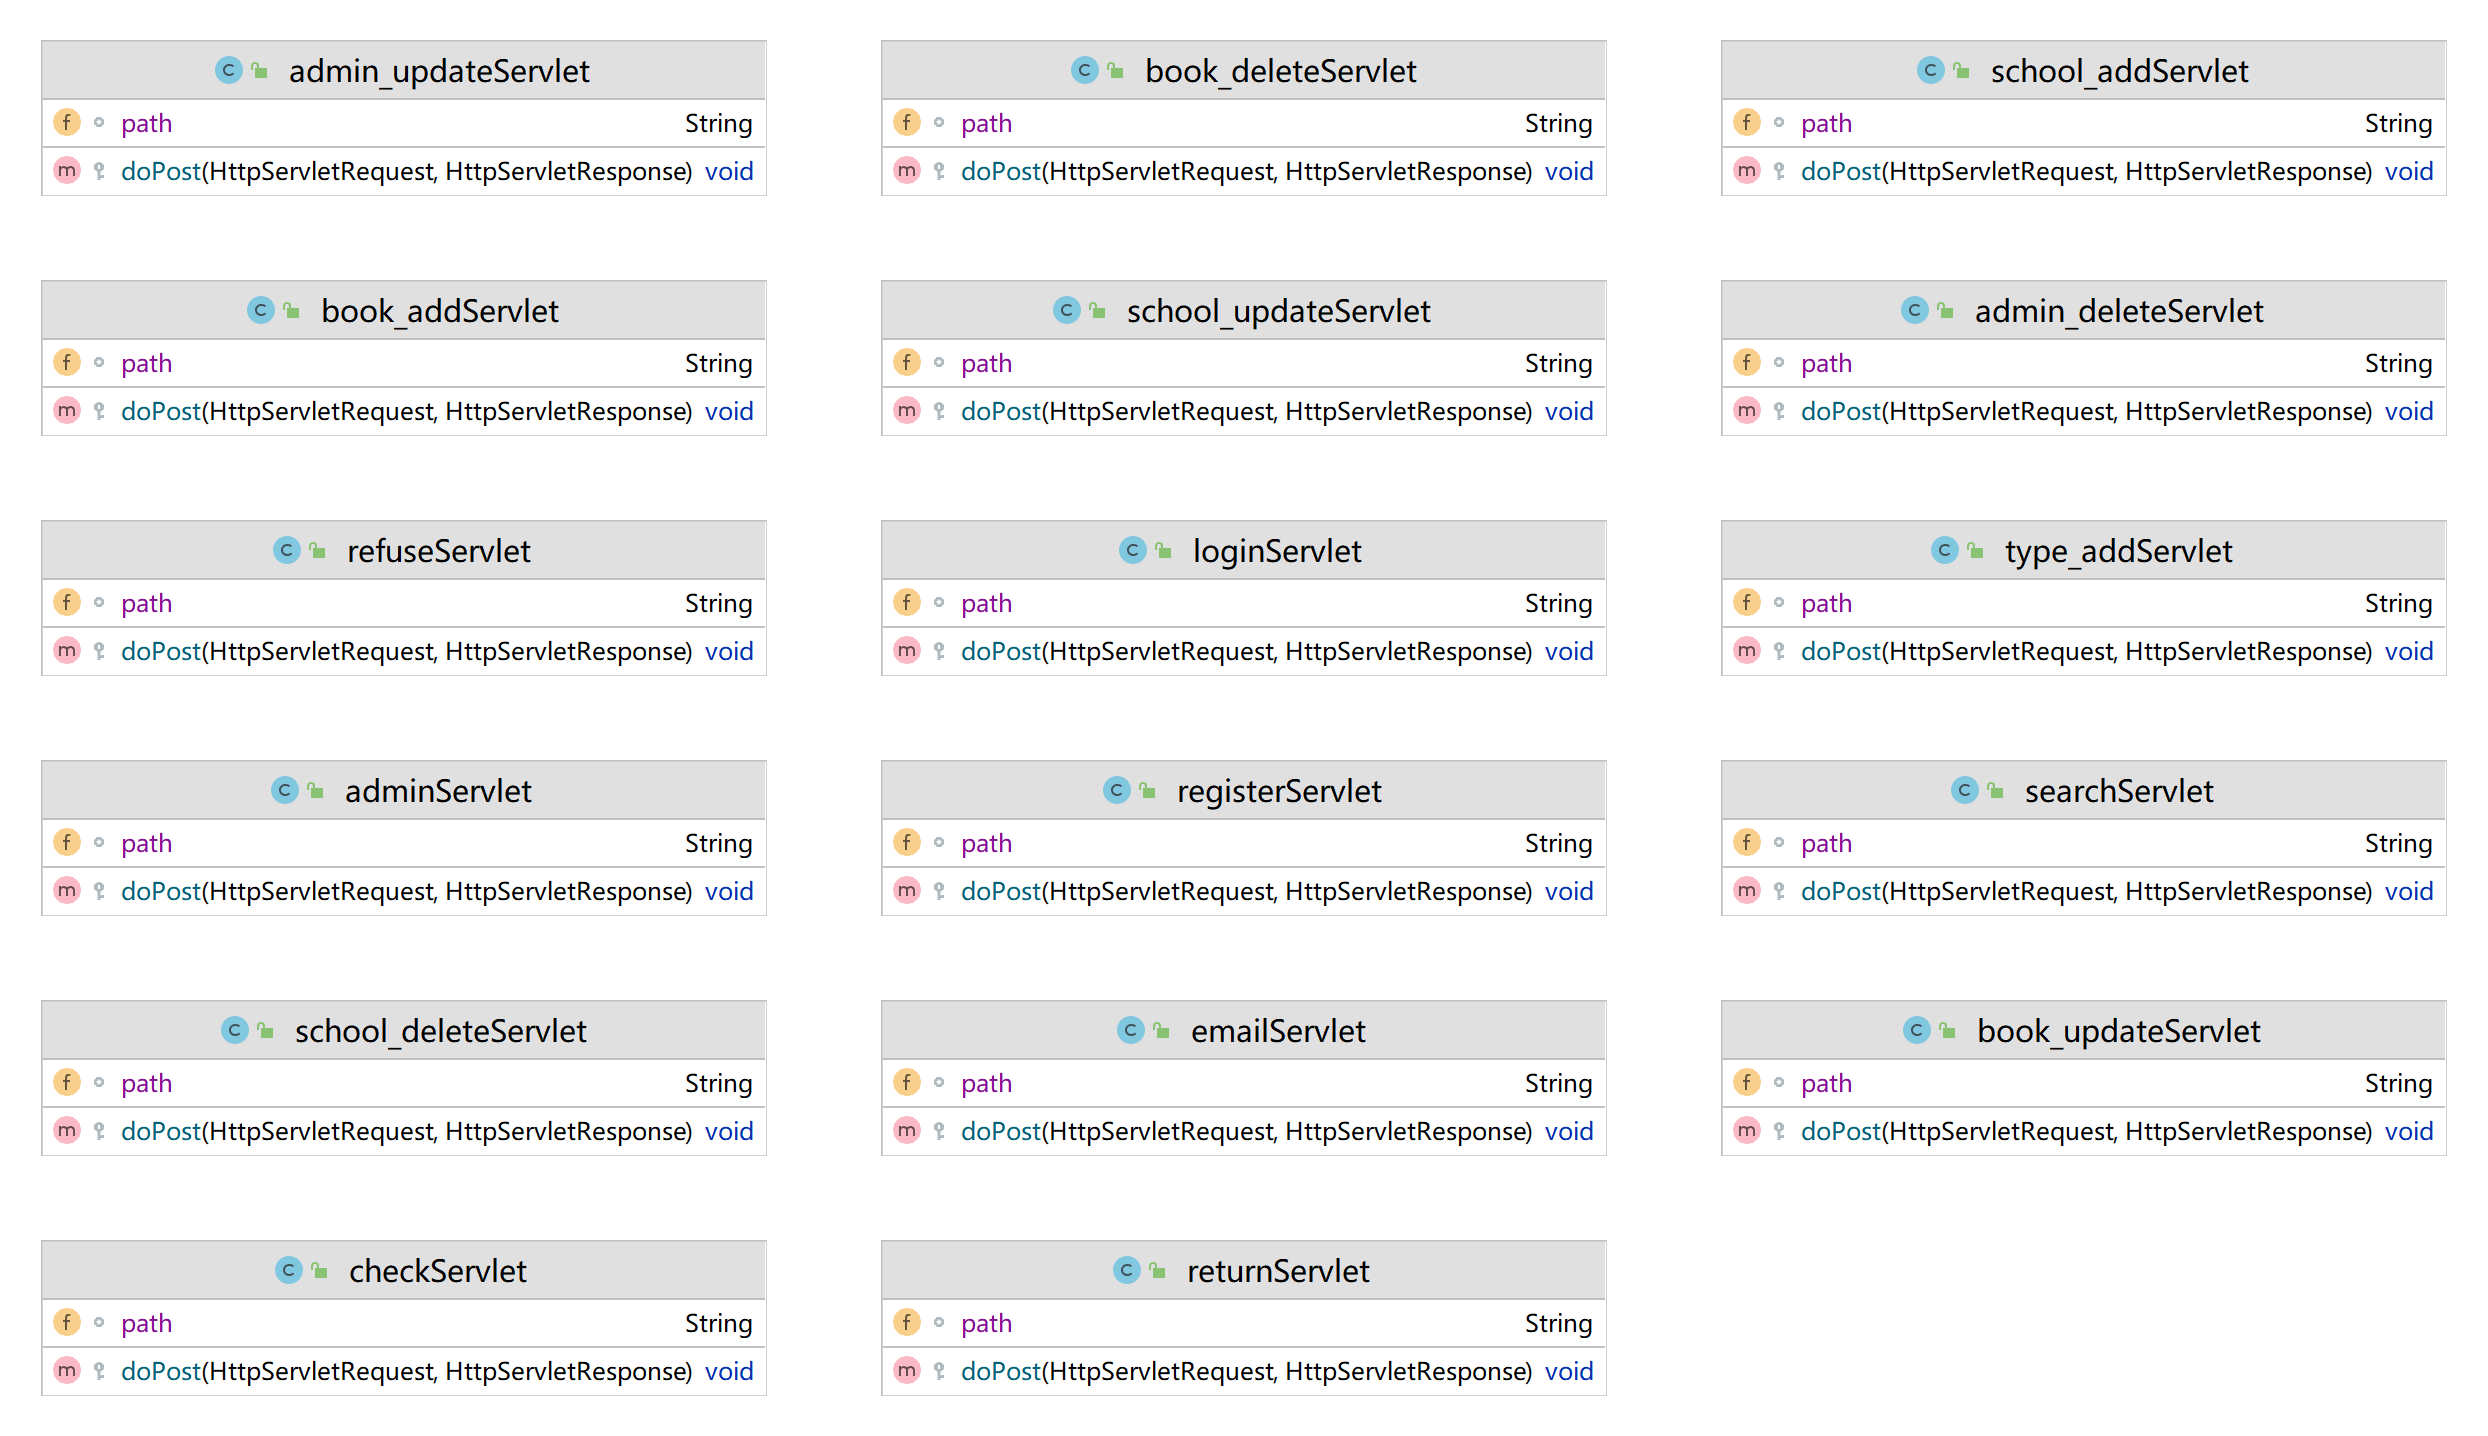 admin_updateServlet
path String
doPost(HttpServletRequest, HttpServletResponse) void
book_deleteServlet
path String
doPost(HttpServletRequest, HttpServletResponse) void
school_addServlet
path String
doPost(HttpServletRequest, HttpServletResponse) void
book_addServlet
path String
doPost(HttpServletRequest, HttpServletResponse) void
school_updateServlet
path String
doPost(HttpServletRequest, HttpServletResponse) void
admin_deleteServlet
path String
doPost(HttpServletRequest, HttpServletResponse) void
refuseServlet
path String
doPost(HttpServletRequest, HttpServletResponse) void
loginServlet
path String
doPost(HttpServletRequest, HttpServletResponse) void
type_addServlet
path String
doPost(HttpServletRequest, HttpServletResponse) void
adminServlet
path String
doPost(HttpServletRequest, HttpServletResponse) void
registerServlet
path String
doPost(HttpServletRequest, HttpServletResponse) void
searchServlet
path String
doPost(HttpServletRequest, HttpServletResponse) void
school_deleteServlet
path String
doPost(HttpServletRequest, HttpServletResponse) void
emailServlet
path String
doPost(HttpServletRequest, HttpServletResponse) void
book_updateServlet
path String
doPost(HttpServletRequest, HttpServletResponse) void
checkServlet
path String
doPost(HttpServletRequest, HttpServletResponse) void
returnServlet
path String
doPost(HttpServletRequest, HttpServletResponse) void